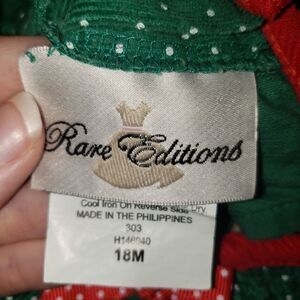 Rare Editions
Cool Iron On Reverse Side
MADE IN THE PHILIPPINES
303
18M